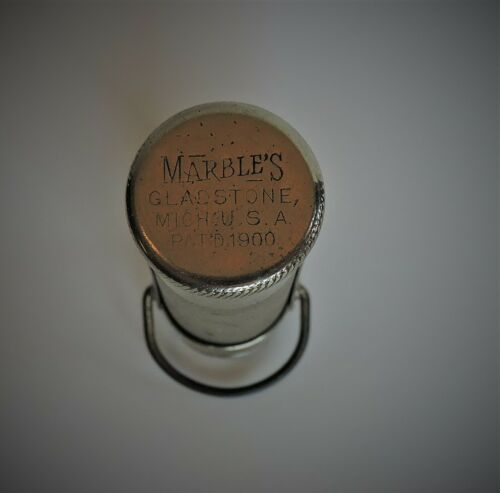 MARBLE'S
GLADSTONE,
MICH.U.S.A.
PAT'D.1900.